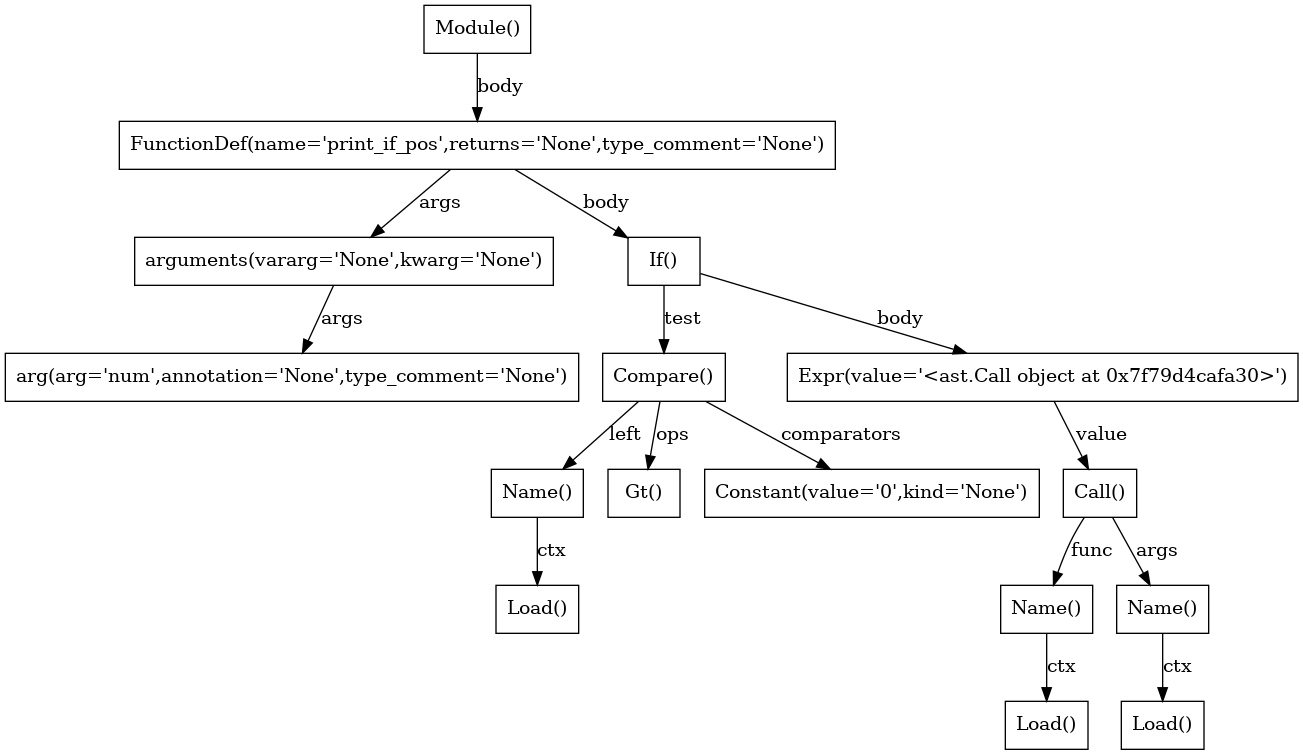 Module()
body
FunctionDef(name='print_if_pos',returns='None',type_comment='None')
args
body
arguments(vararg='None',kwarg='None')
If()
args
test
body
arg(arg='num',annotation='None',type_comment='None')
Compare()
Expr(value='<ast.Call object at 0x7f79d4cafa30>')
left
ops
comparators
value
Name()
Gt()
Constant(value='0',kind='None')
Call()
ctx
func
args
Load()
Name()
Name()
ctx
ctx
Load()
Load()